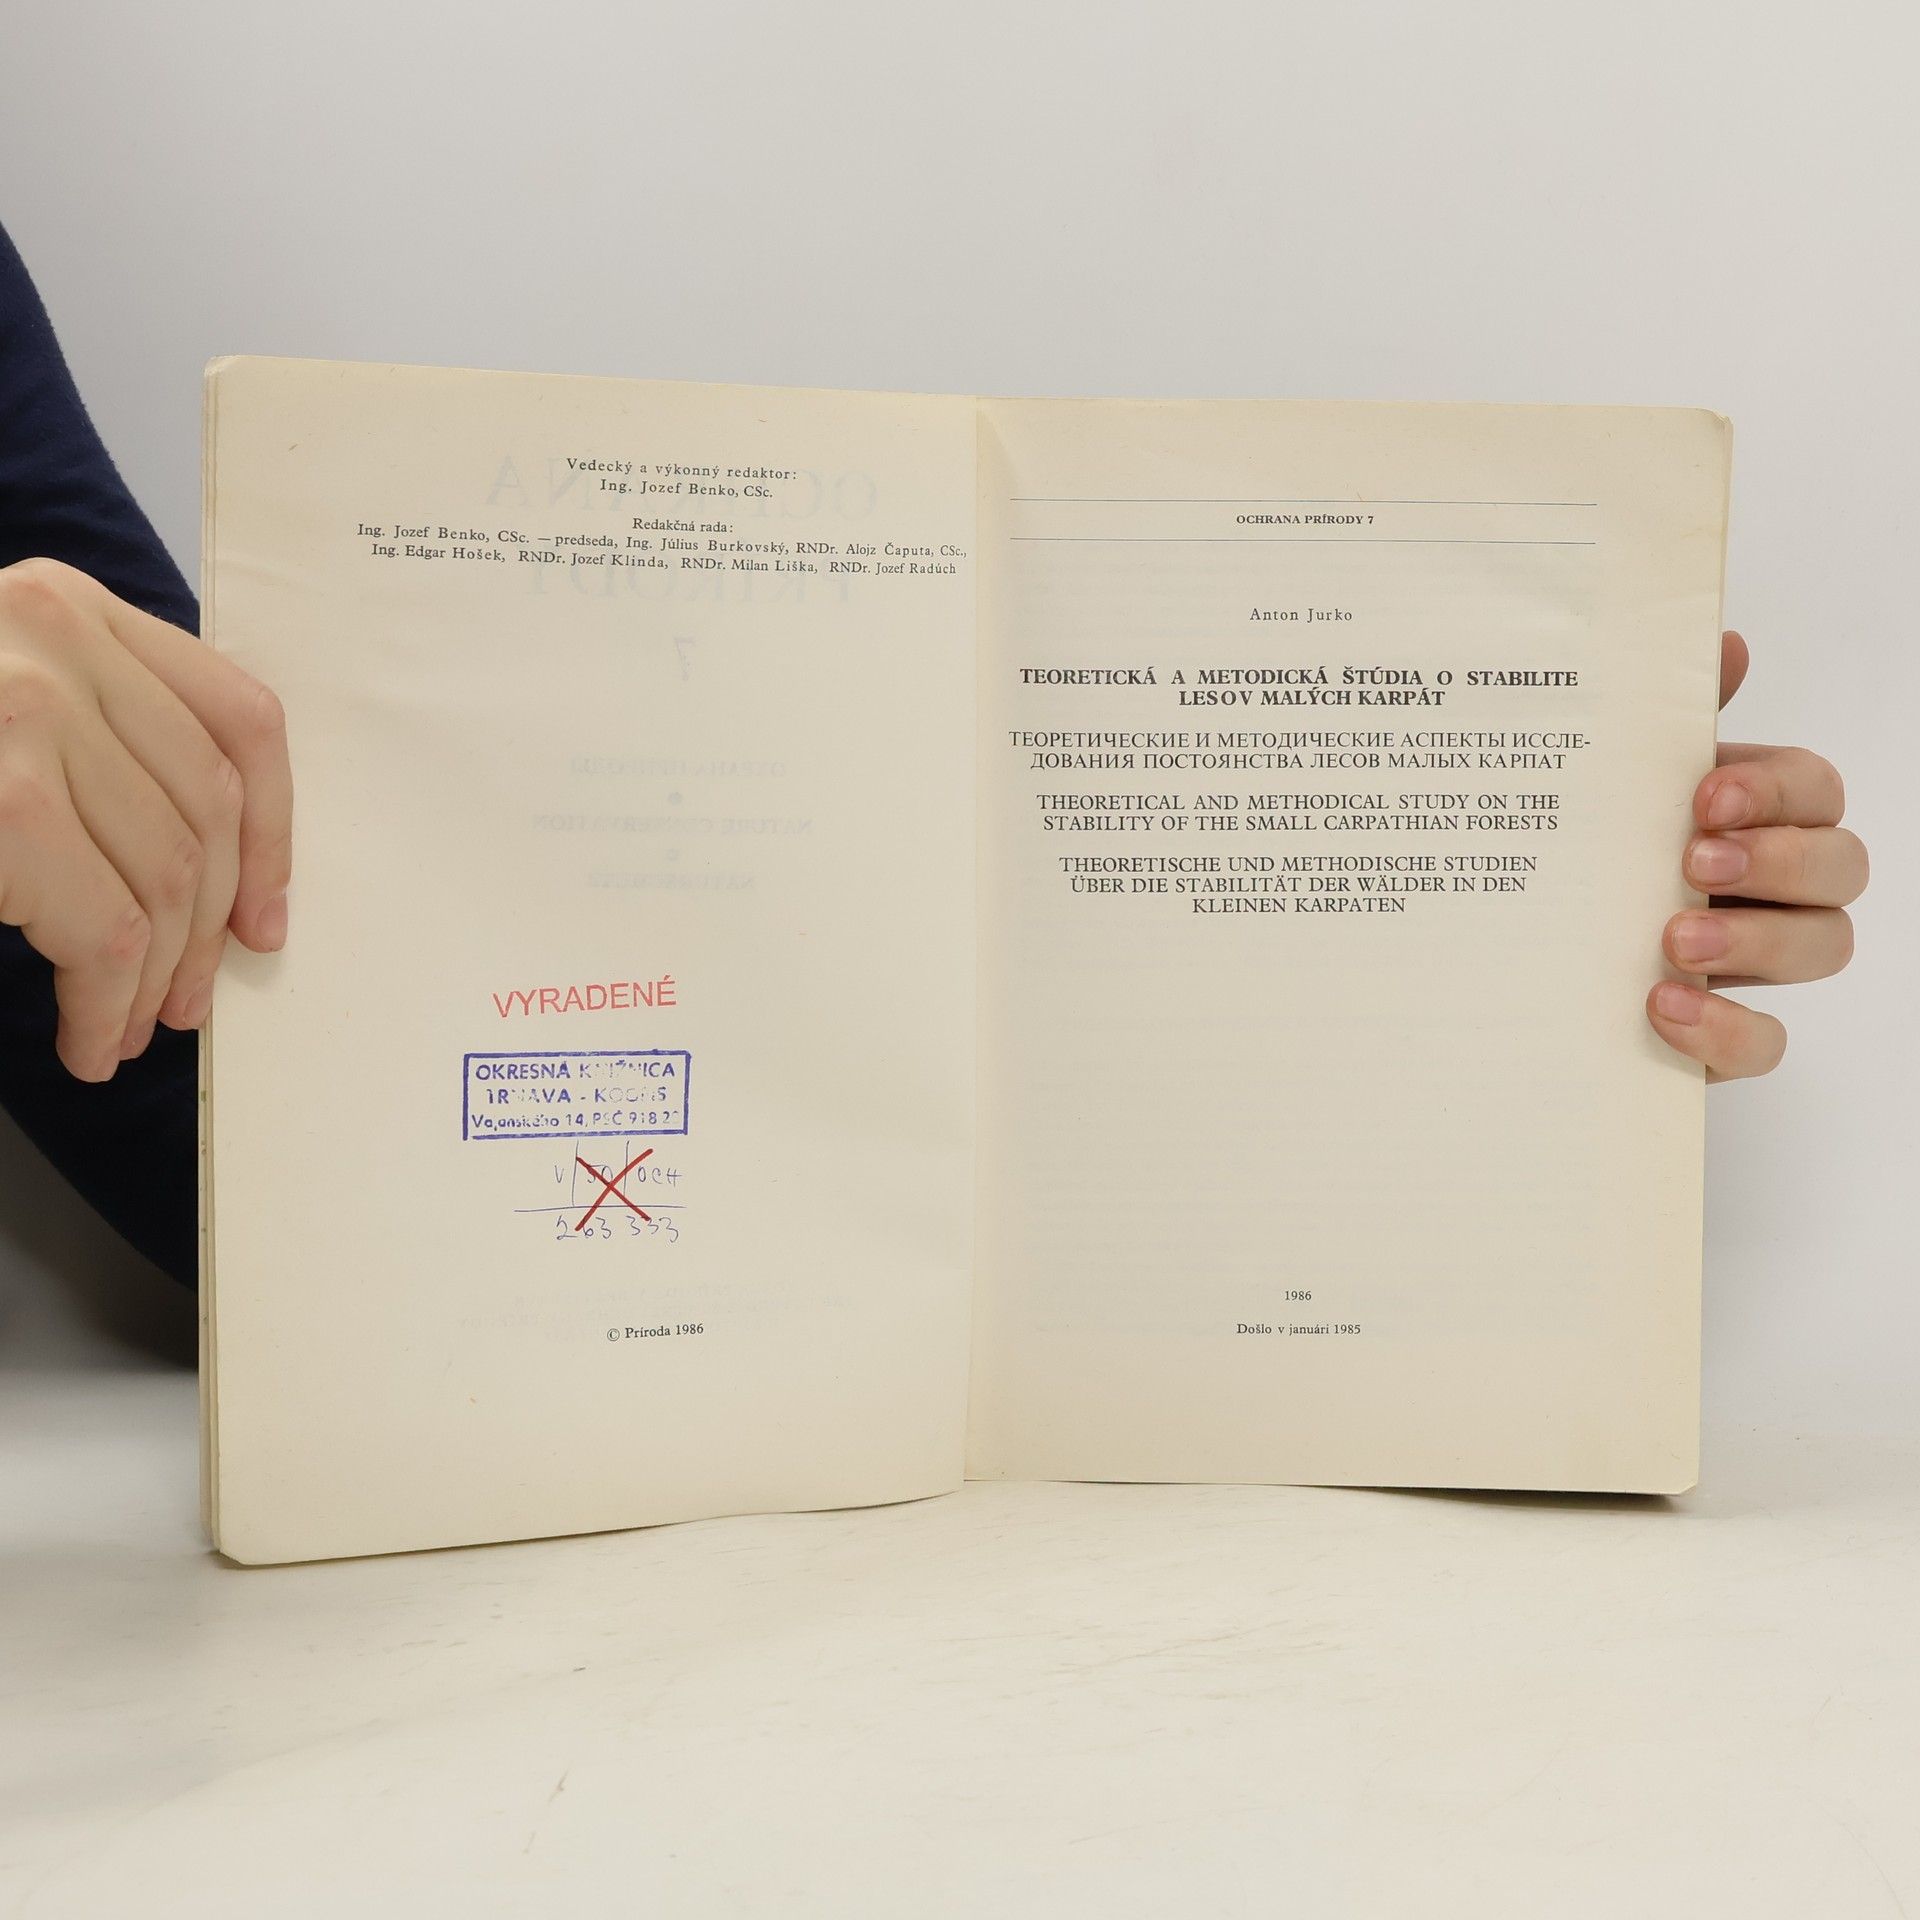 Vedecký a výkonný redaktor:
Ing. Jozef Benko, CSc.
Redakčná rada:
Ing. Jozef Benko, CSc. — predseda, Ing. Július Burkovský, RNDr. Alojz Čaputa, CSc.,
Ing. Edgar Hošek, RNDr. Jozef Klinda, RNDr. Milan Liška, RNDr. Jozef Radúch
VYRADENÉ
OKRESNÁ KNIŽNICA
TRNAVA -
14, PSČ 918 20
V/50/OCH
263 333
© Príroda 1986
OCHRANA PRÍRODY 7
Anton Jurko
TEORETICKÁ A METODICKÁ ŠTÚDIA O STABILITE
LESOV MALÝCH KARPÁT
ТЕОРЕТИЧЕСКИЕ И МЕТОДИЧЕСКИЕ АСПЕКТЫ ИССЛЕ-
ДОВАНИЯ ПОСТОЯНСТВА ЛЕСОВ МАЛЫХ КАРПАТ
THEORETICAL AND METHODICAL STUDY ON THE
STABILITY OF THE SMALL CARPATHIAN FORESTS
THEORETISCHE UND METHODISCHE STUDIEN
ÜBER DIE STABILITÄT DER WÄLDER IN DEN
KLEINEN KARPATEN
1986
Došlo v januári 1985